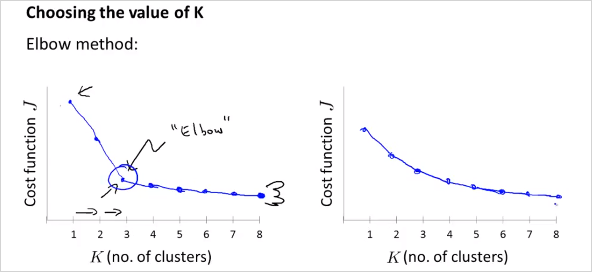 Choosing the value of K
Elbow method:
Cost function J
"Elbow"
1 2 3 4 5 6 7 8
K (no. of clusters)
Cost function J
1 2 3 4 5 6 7 8
K (no. of clusters)